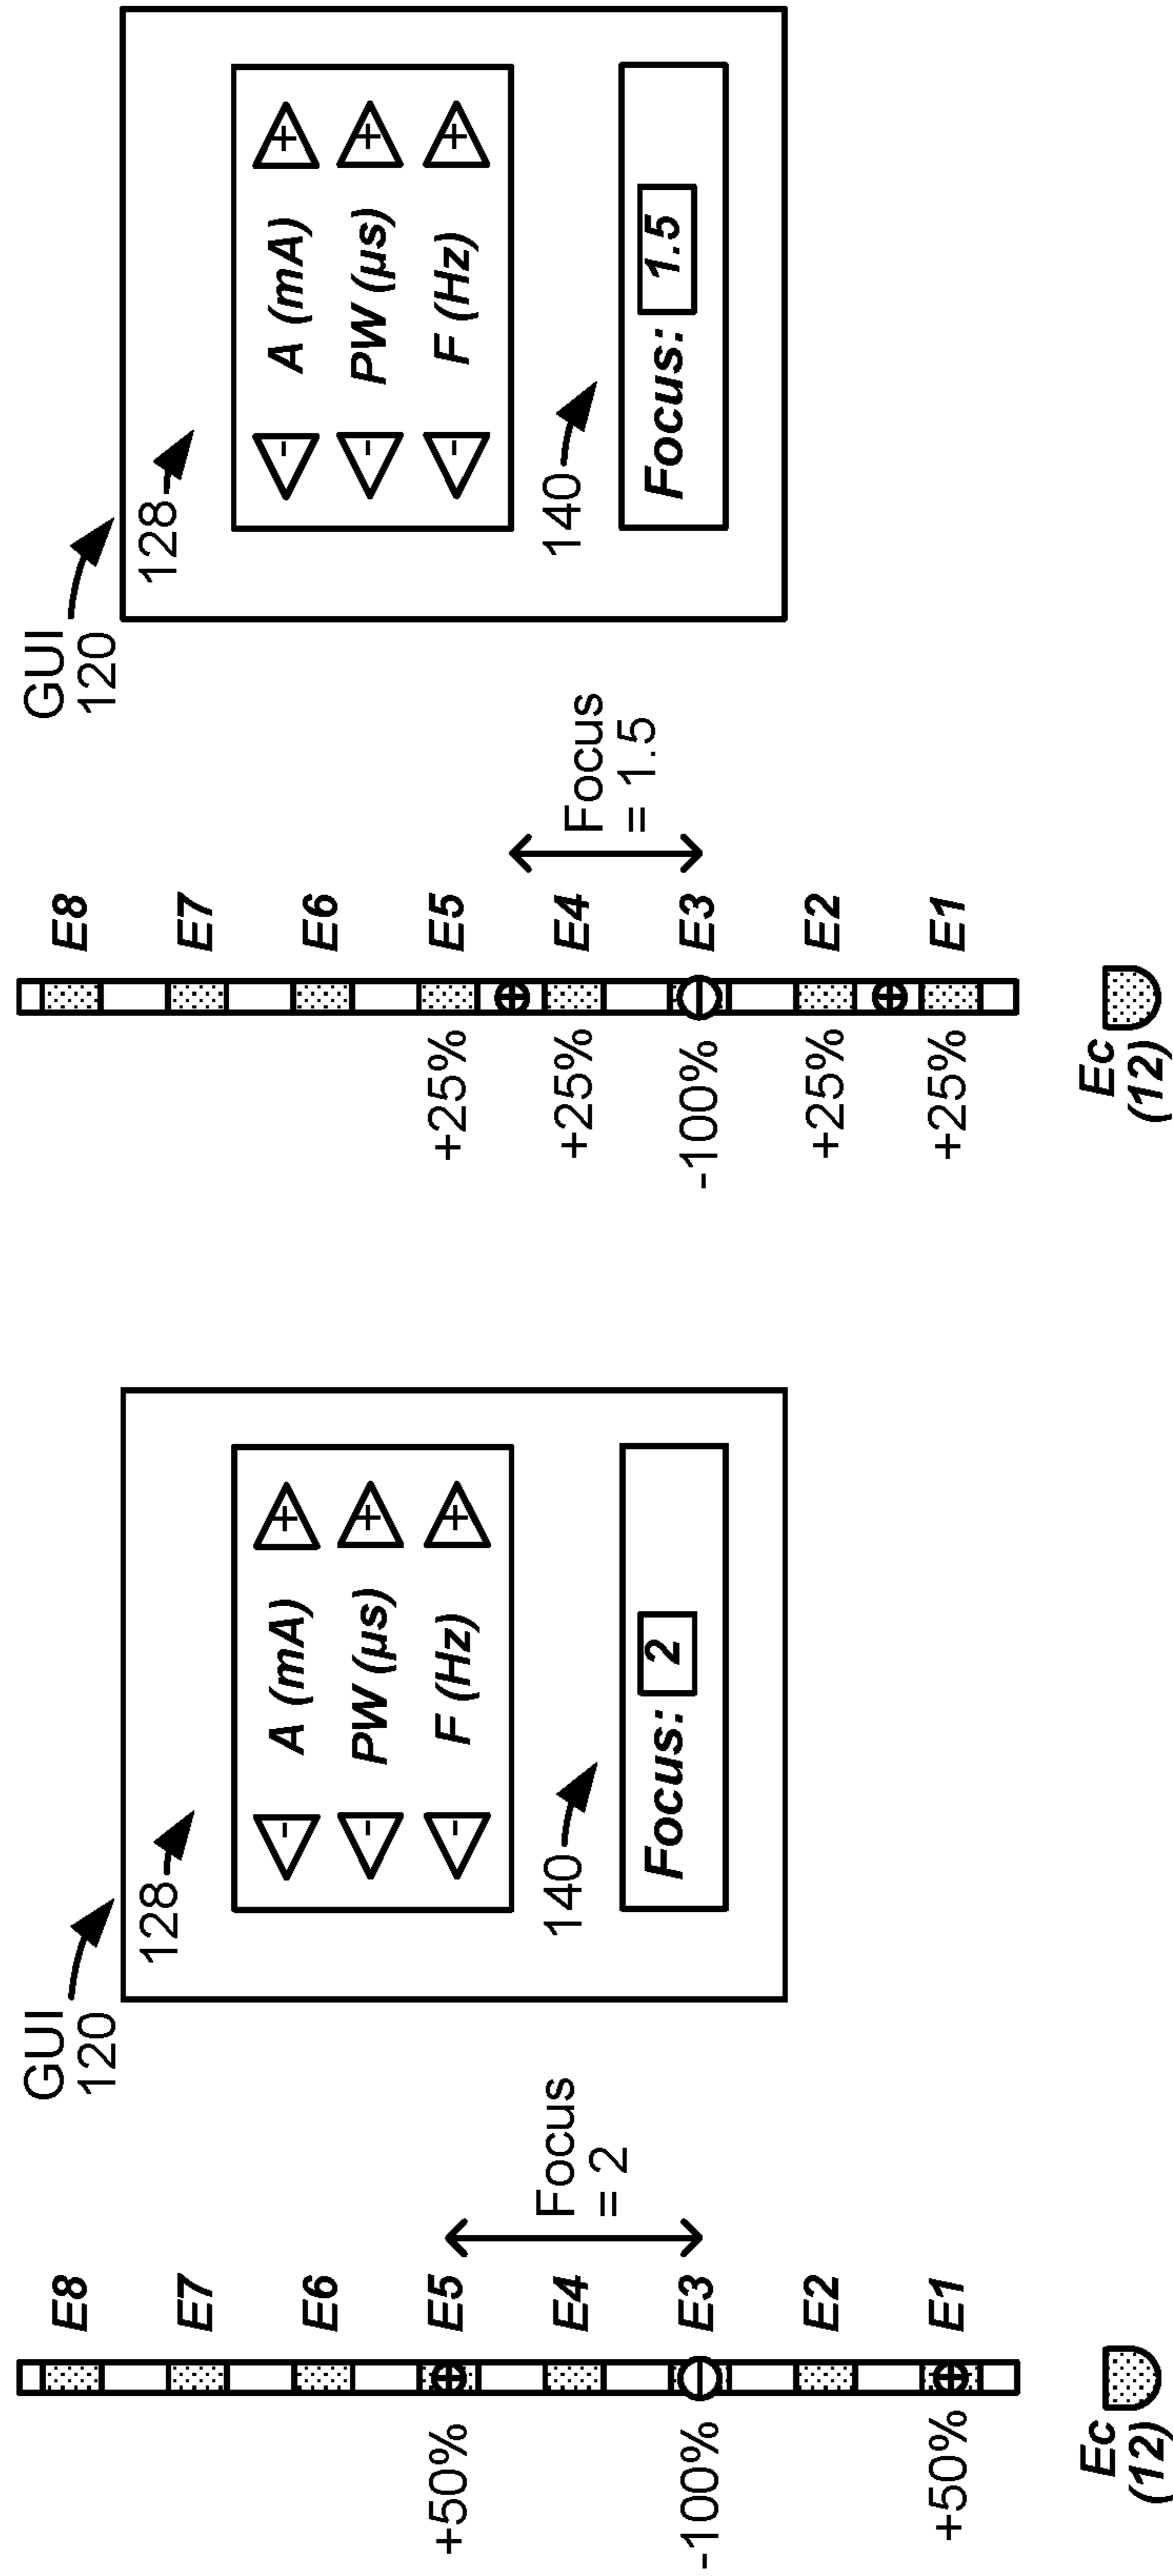 E8
E7
E6
+50% E5
E4
-100% E3
E2
+50% E1
Ec
(12)
Focus
= 2
GUI
120
128
- A (mA) +
- PW (µs) +
- F (Hz) +
140
Focus: 2
E8
E7
E6
+25% E5
+25% E4
-100% E3
+25% E2
+25% E1
Ec
(12)
Focus
= 1.5
GUI
120
128
- A (mA) +
- PW (µs) +
- F (Hz) +
140
Focus: 1.5